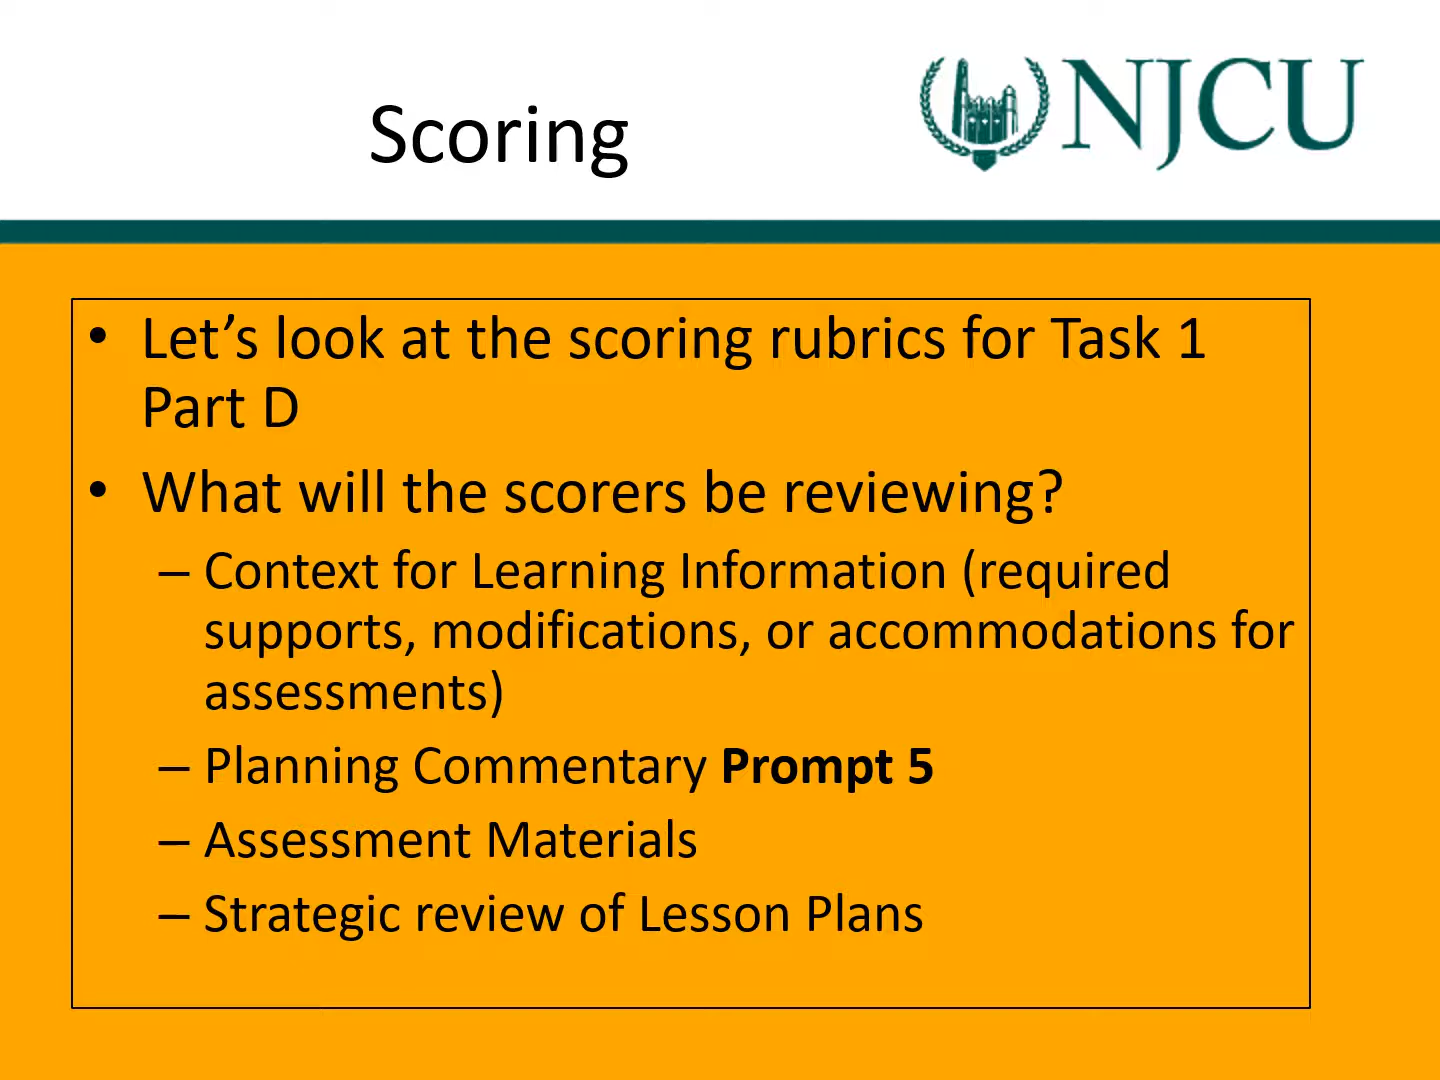 Scoring
NJCU
• Let’s look at the scoring rubrics for Task 1
Part D
• What will the scorers be reviewing?
– Context for Learning Information (required
supports, modifications, or accommodations for
assessments)
– Planning Commentary Prompt 5
– Assessment Materials
– Strategic review of Lesson Plans